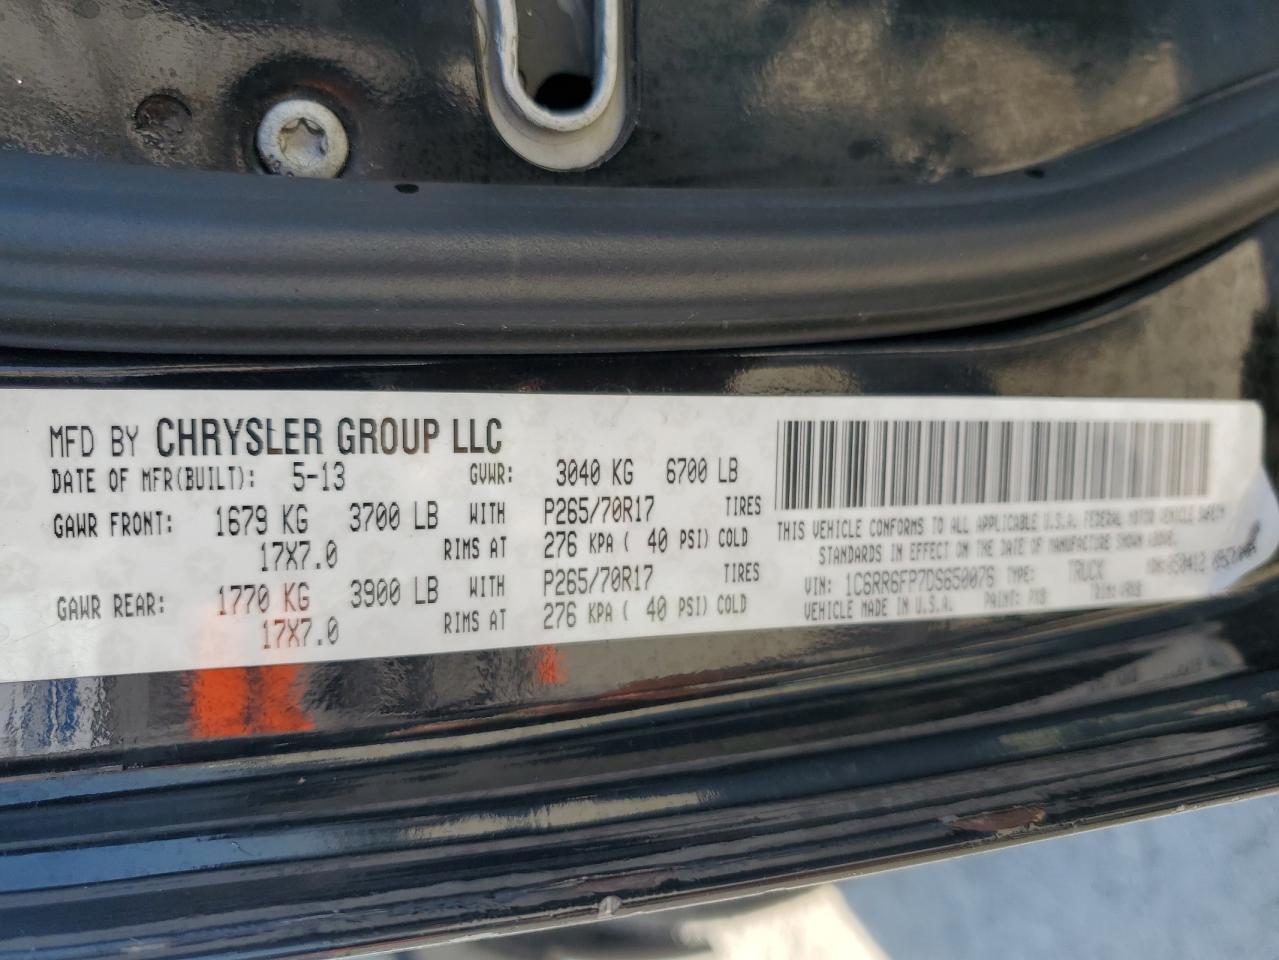 MFD BY CHRYSLER GROUP LLC
DATE OF MFR(BUILT): 5-13 GVWR: 3040 KG 6700 LB
GAWR FRONT: 1679 KG 3700 LB WITH P265/70R17 TIRES
17X7.0 RIMS AT 276 KPA ( 40 PSI) COLD
GAWR REAR: 1770 KG 3900 LB WITH P265/70R17 TIRES
17X7.0 RIMS AT 276 KPA ( 40 PSI) COLD
THIS VEHICLE CONFORMS TO ALL APPLICABLE U.S.A. FEDERAL MOTOR VEHICLE SAFETY
STANDARDS IN EFFECT ON THE DATE OF MANUFACTURE SHOWN ABOVE.
VIN: 1C6RR6FP7DS650076 TYPE: TRUCK MDH:
VEHICLE MADE IN U.S.A. PAINT: TRIM: